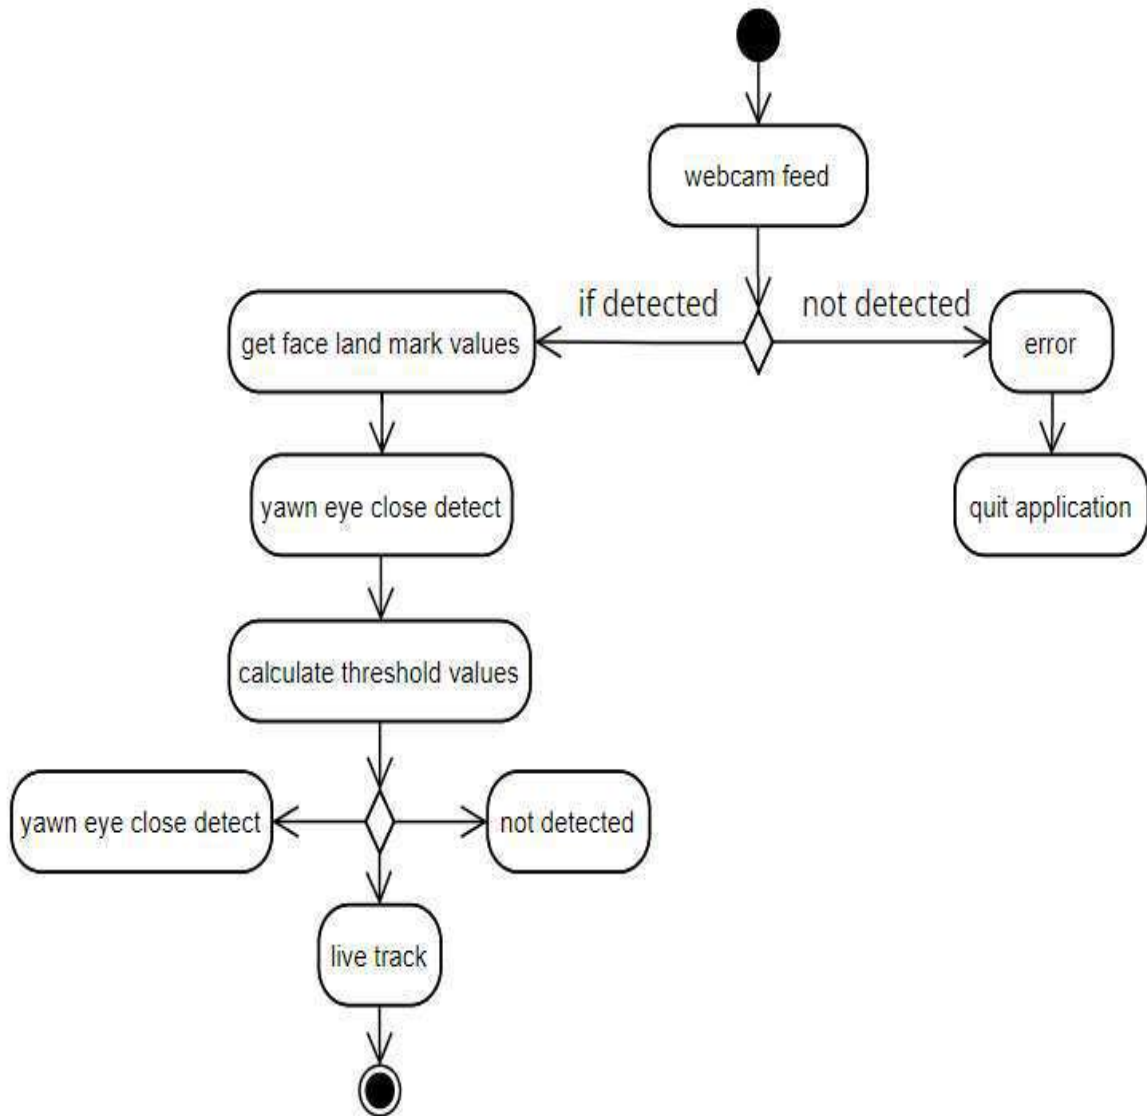 webcam feed
if detected
not detected
get face land mark values
error
yawn eye close detect
quit application
calculate threshold values
yawn eye close detect
not detected
live track